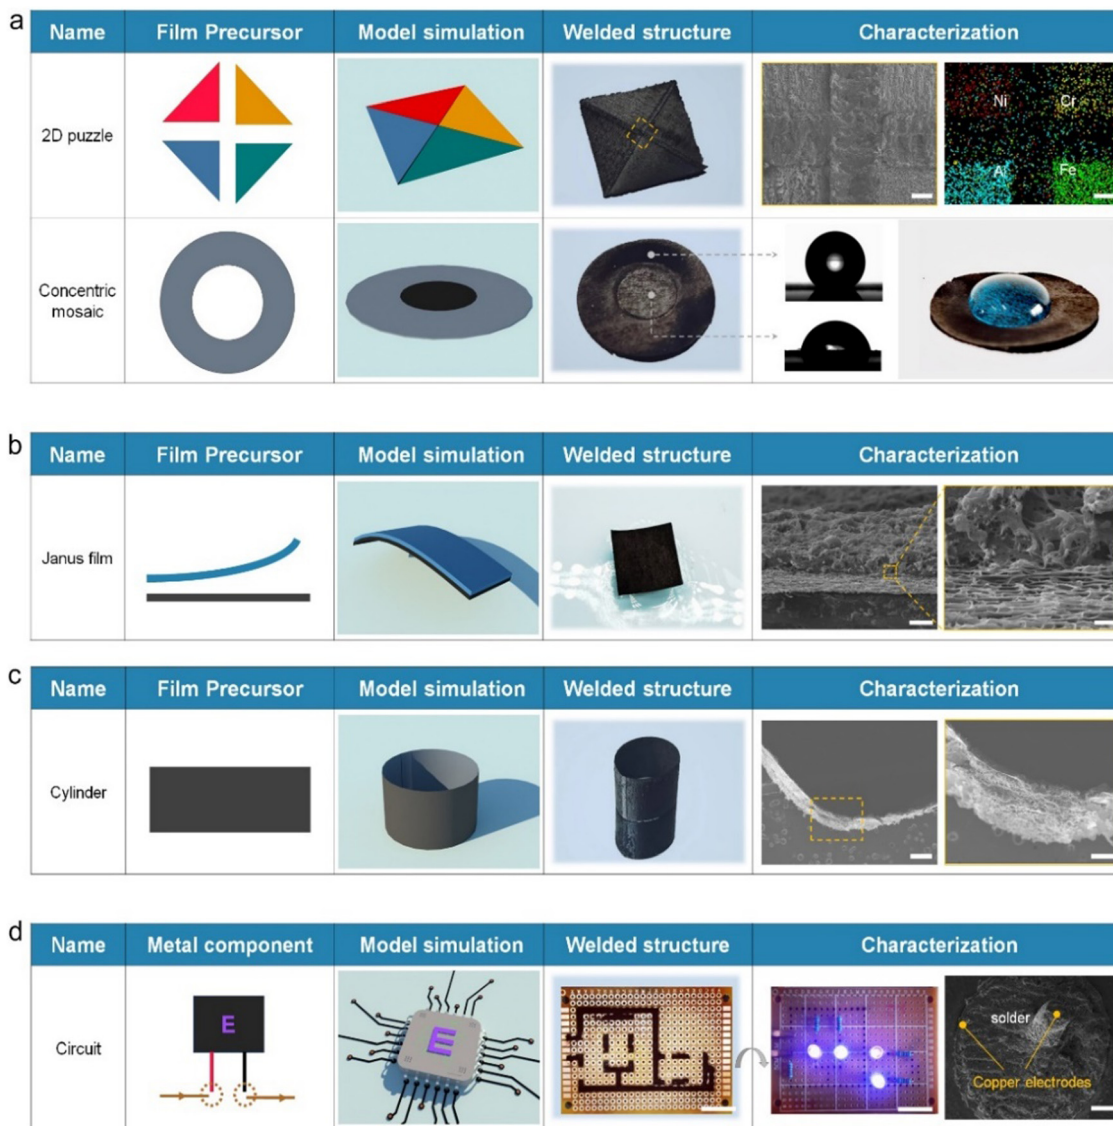 a
Name Film Precursor Model simulation Welded structure Characterization
2D puzzle
Ni Cr
Al Fe
Concentric
mosaic
b
Name Film Precursor Model simulation Welded structure Characterization
Janus film
c
Name Film Precursor Model simulation Welded structure Characterization
Cylinder
d
Name Metal component Model simulation Welded structure Characterization
Circuit
E
E
solder
Copper electrodes